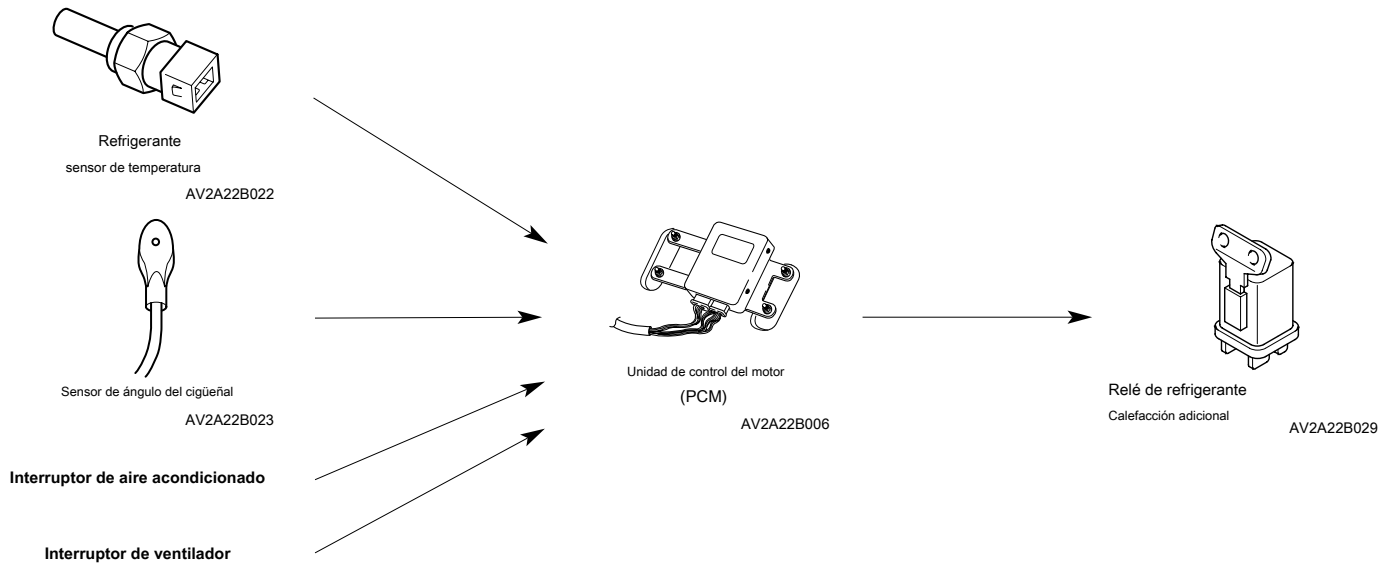 Refrigerante
sensor de temperatura
AV2A22B022
Sensor de ángulo del cigüeñal
AV2A22B023
Interruptor de aire acondicionado
Interruptor de ventilador
Unidad de control del motor
(PCM)
AV2A22B006
Relé de refrigerante
Calefacción adicional
AV2A22B029